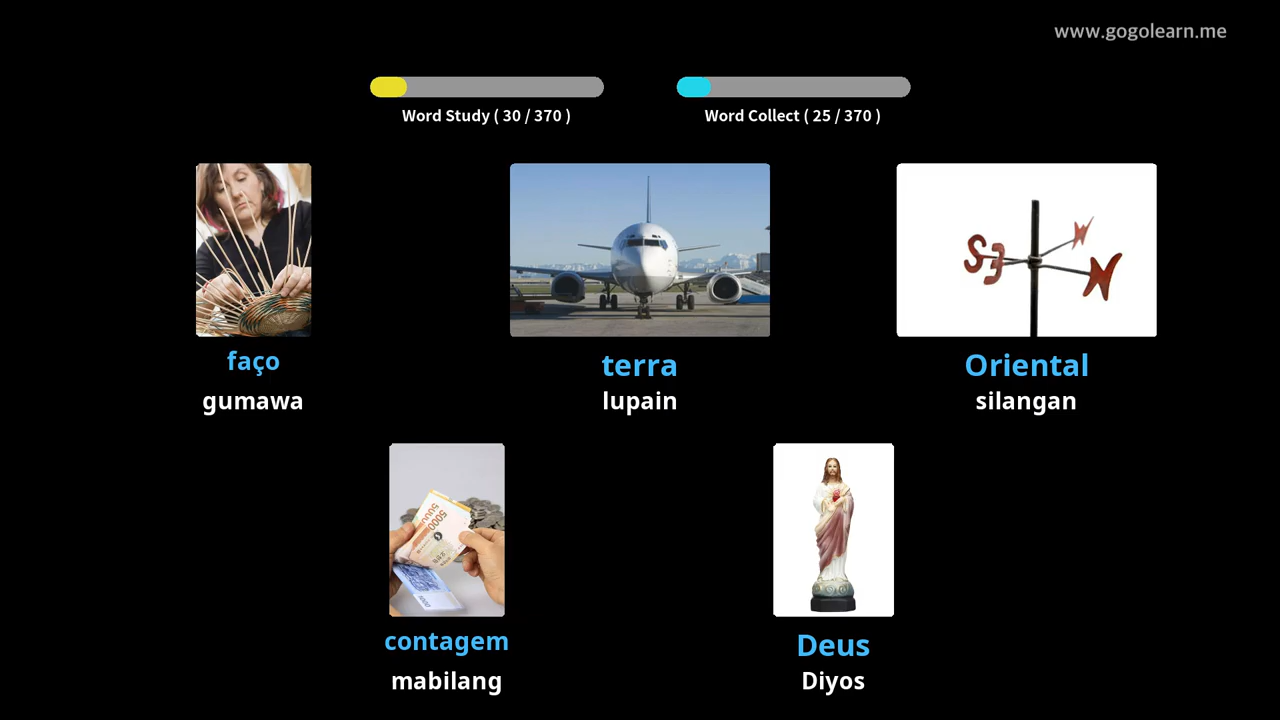 www.gogolearn.me
Word Study ( 30 / 370 )
Word Collect ( 25 / 370 )
S
E
N
W
faço
gumawa
terra
lupain
Oriental
silangan
5000
contagem
mabilang
Deus
Diyos